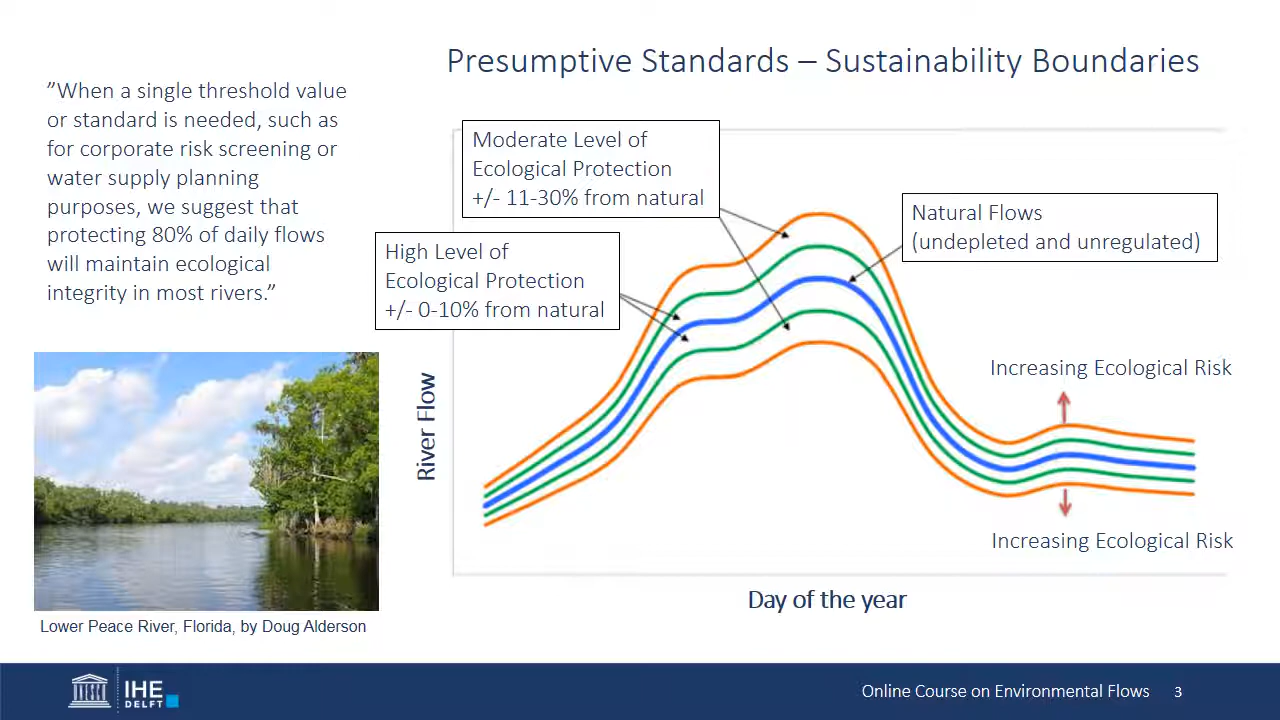 Presumptive Standards – Sustainability Boundaries
”When a single threshold value
or standard is needed, such as
for corporate risk screening or
water supply planning
purposes, we suggest that
protecting 80% of daily flows
will maintain ecological
integrity in most rivers.”
Moderate Level of
Ecological Protection
+/- 11-30% from natural
High Level of
Ecological Protection
+/- 0-10% from natural
Natural Flows
(undepleted and unregulated)
Increasing Ecological Risk
Increasing Ecological Risk
River Flow
Day of the year
Lower Peace River, Florida, by Doug Alderson
IHE
DELFT
Online Course on Environmental Flows 3